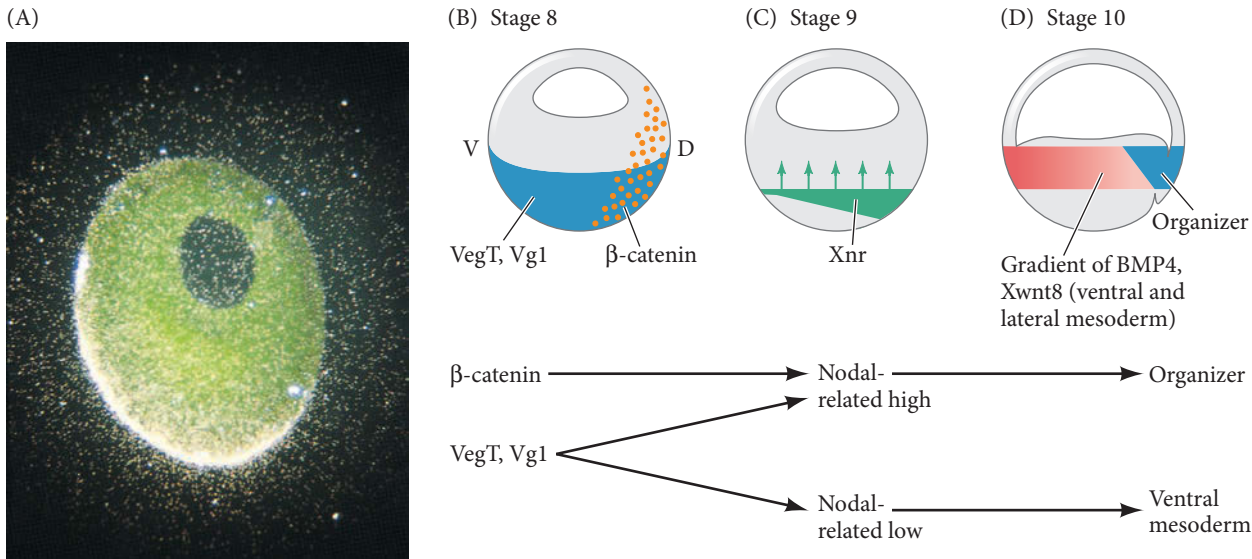 (A)
(B) Stage 8
(C) Stage 9
(D) Stage 10
V
D
VegT, Vg1
β-catenin
Xnr
Organizer
Gradient of BMP4,
Xwnt8 (ventral and
lateral mesoderm)
β-catenin
Nodal-
related high
Organizer
VegT, Vg1
Nodal-
related low
Ventral
mesoderm